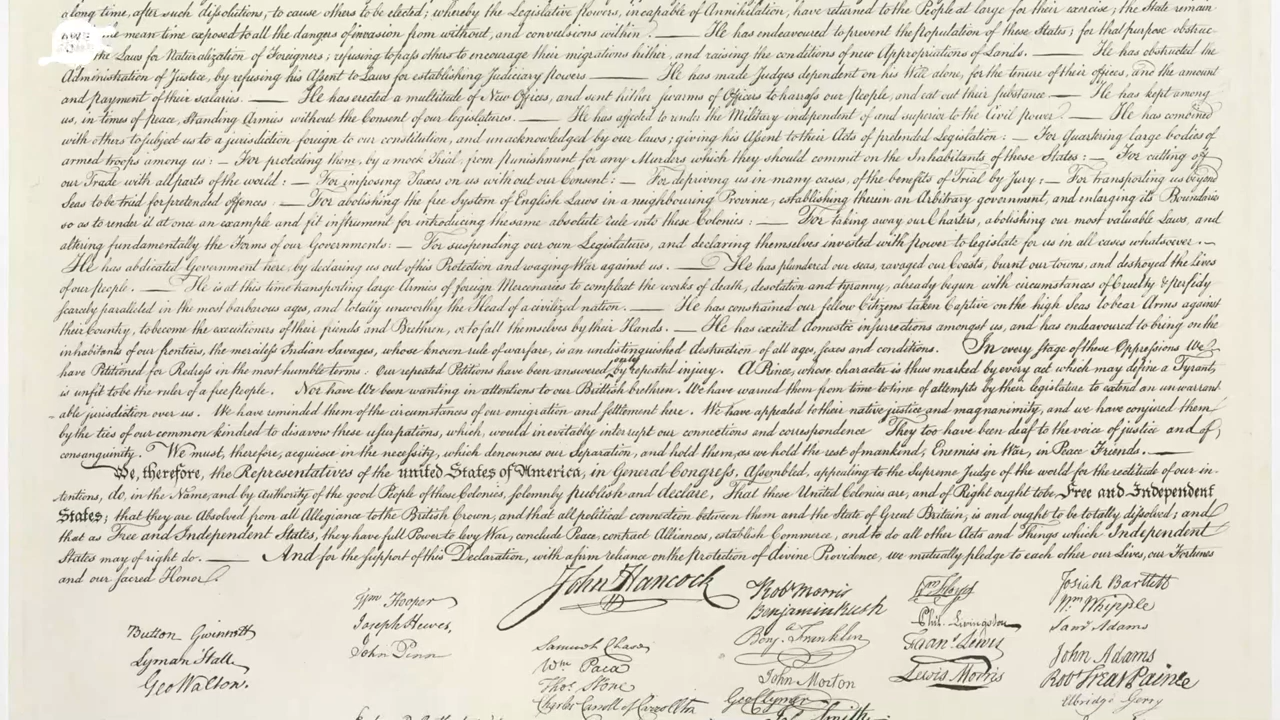 along time, after such dissolutions, to cause others to be elected; whereby the Legislative powers, incapable of Annihilation, have returned to the People at large for their exercise; the State remain
mean time exposed to all the dangers of invasion from without, and convulsions within. — He has endeavoured to prevent the population of these States; for that purpose obstruc-
the Laws for Naturalization of Foreigners; refusing to pass others to encourage their migrations hither, and raising the conditions of new Appropriations of Lands. — He has obstructed the
Administration of Justice, by refusing his Assent to Laws for establishing Judiciary powers — He has made Judges dependent on his Will alone, for the tenure of their offices, and the amount
and payment of their salaries. — He has erected a multitude of New Offices, and sent hither swarms of Officers to harass our people, and eat out their substance — He has kept among
us, in times of peace, Standing Armies without the Consent of our legislatures. — He has affected to render the Military independent of and superior to the Civil power. — He has combined
with others to subject us to a jurisdiction foreign to our constitution, and unacknowledged by our laws; giving his Assent to their Acts of pretended Legislation: — For Quartering large bodies of
armed troops among us: — For protecting them, by a mock Trial, from punishment for any Murders which they should commit on the Inhabitants of these States: — For cutting off
our Trade with all parts of the world: — For imposing Taxes on us without our Consent: — For depriving us in many cases, of the benefits of Trial by Jury: — For transporting us beyond
Seas to be tried for pretended offences — For abolishing the free System of English Laws in a neighbouring Province, establishing therein an Arbitrary government, and enlarging its Boundaries
so as to render it at once an example and fit instrument for introducing the same absolute rule into these Colonies: — For taking away our Charters, abolishing our most valuable Laws, and
altering fundamentally the Forms of our Governments: — For suspending our own Legislatures, and declaring themselves invested with power to legislate for us in all cases whatsoever. —
He has abdicated Government here, by declaring us out of his Protection and waging War against us. — He has plundered our seas, ravaged our Coasts, burnt our towns, and destroyed the Lives
of our people. — He is at this time transporting large Armies of foreign Mercenaries to compleat the works of death, desolation and tyranny, already begun with circumstances of Cruelty & perfidy
scarcely paralleled in the most barbarous ages, and totally unworthy the Head of a civilized nation. — He has constrained our fellow Citizens taken Captive on the high Seas to bear Arms against
their Country, to become the executioners of their friends and Brethren, or to fall themselves by their Hands. — He has excited domestic insurrections amongst us, and has endeavoured to bring on the
inhabitants of our frontiers, the merciless Indian Savages, whose known rule of warfare, is an undistinguished destruction of all ages, sexes and conditions. In every stage of these Oppressions We
have Petitioned for Redress in the most humble terms: Our repeated Petitions have been answered only by repeated injury. A Prince, whose character is thus marked by every act which may define a Tyrant,
is unfit to be the ruler of a free people. Nor have We been wanting in attentions to our Brittish brethren. We have warned them from time to time of attempts by their legislature to extend an unwarrant-
able jurisdiction over us. We have reminded them of the circumstances of our emigration and settlement here. We have appealed to their native justice and magnanimity, and we have conjured them
by the ties of our common kindred to disavow these usurpations, which, would inevitably interrupt our connections and correspondence They too have been deaf to the voice of justice and of
consanguinity. We must, therefore, acquiesce in the necessity, which denounces our Separation, and hold them, as we hold the rest of mankind, Enemies in War, in Peace Friends. —
We, therefore, the Representatives of the united States of America, in General Congress, Assembled, appealing to the Supreme Judge of the world for the rectitude of our in-
tentions, do, in the Name, and by Authority of the good People of these Colonies, solemnly publish and declare, That these United Colonies are, and of Right ought to be Free and Independent
States; that they are Absolved from all Allegiance to the British Crown, and that all political connection between them and the State of Great Britain, is and ought to be totally dissolved; and
that as Free and Independent States, they have full Power to levy War, conclude Peace, contract Alliances, establish Commerce, and to do all other Acts and Things which Independent
States may of right do. — And for the support of this Declaration, with a firm reliance on the protection of divine Providence, we mutually pledge to each other our Lives, our Fortunes
and our sacred Honor.
Button Gwinnett
Lyman Hall
Geo Walton.
Wm Hooper
Joseph Hewes,
John Penn
John Hancock
Samuel Chase
Wm. Paca
Thos. Stone
Charles Carroll of Carrollton
Robt Morris
Benjamin Rush
Benja. Franklin
John Morton
Geo Clymer
Smith
Wm Floyd
Phil. Livingston
Frans. Lewis
Lewis Morris
Josiah Bartlett
Wm. Whipple
Saml Adams
John Adams
Robt Treat Paine
Elbridge Gerry